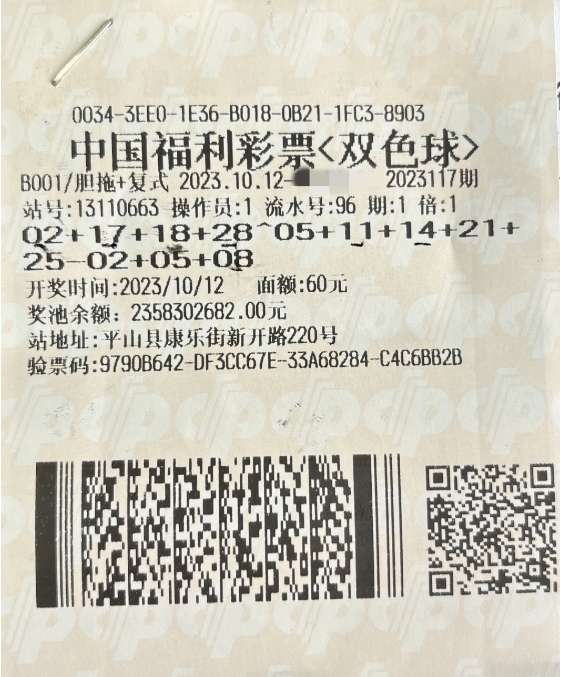 0034-3EE0-1E36-B018-0B21-1FC3-8903
中国福利彩票<双色球>
B001/胆拖+复式 2023.10.12- 2023117期
站号:13110663 操作员:1 流水号:96 期:1 倍:1
02+17+18+28^05+11+14+21+
25-02+05+08
开奖时间:2023/10/12 面额:60元
奖池余额: 2358302682.00元
站地址:平山县康乐街新开路220号
验票码:9790B642-DF3CC67E-33A68284-C4C6BB2B